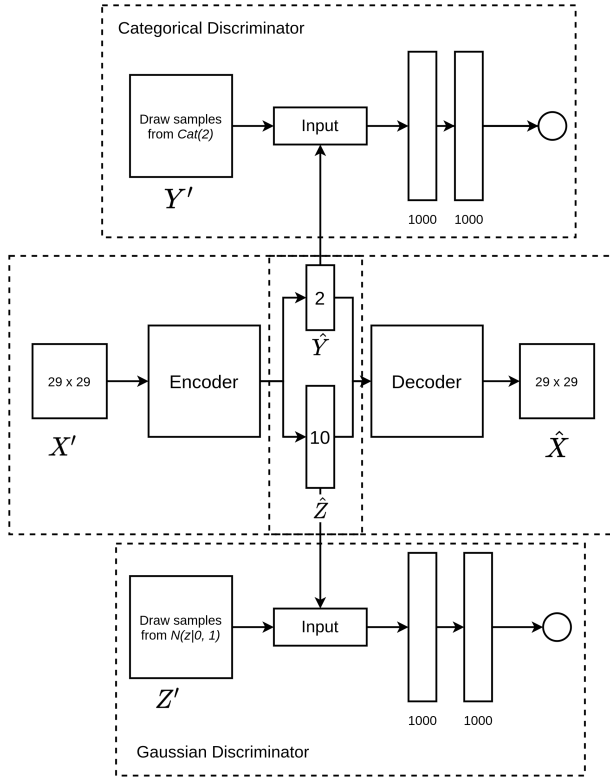 Categorical Discriminator
Draw samples
from Cat(2)
Input
Y′
1000 1000
2
Ŷ
29 x 29
Encoder
Decoder
29 x 29
10
X′
X̂
Ẑ
Draw samples
from N(z|0, 1)
Input
Z′
1000 1000
Gaussian Discriminator